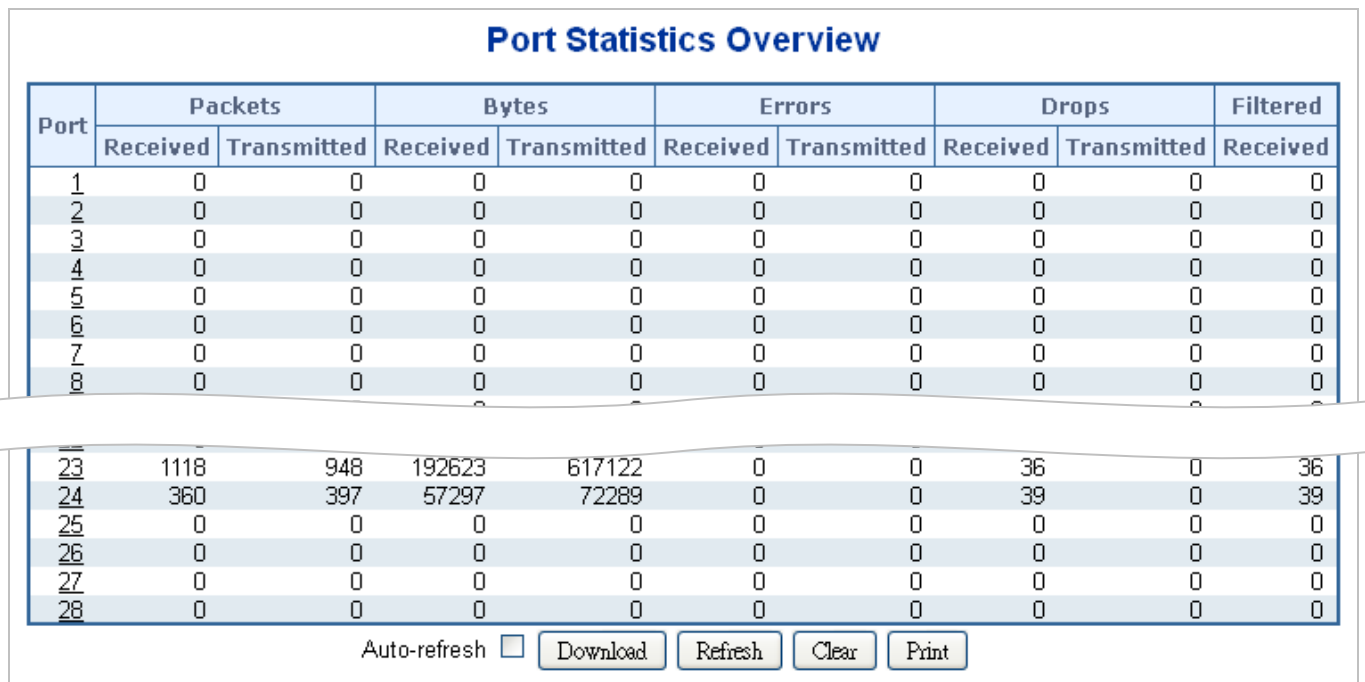 Port Statistics Overview
Port Packets Bytes Errors Drops Filtered
Received Transmitted Received Transmitted Received Transmitted Received Transmitted Received
1 0 0 0 0 0 0 0 0 0
2 0 0 0 0 0 0 0 0 0
3 0 0 0 0 0 0 0 0 0
4 0 0 0 0 0 0 0 0 0
5 0 0 0 0 0 0 0 0 0
6 0 0 0 0 0 0 0 0 0
7 0 0 0 0 0 0 0 0 0
8 0 0 0 0 0 0 0 0 0
23 1118 948 192623 617122 0 0 36 0 36
24 360 397 57297 72289 0 0 39 0 39
25 0 0 0 0 0 0 0 0 0
26 0 0 0 0 0 0 0 0 0
27 0 0 0 0 0 0 0 0 0
28 0 0 0 0 0 0 0 0 0
Auto-refresh Download Refresh Clear Print